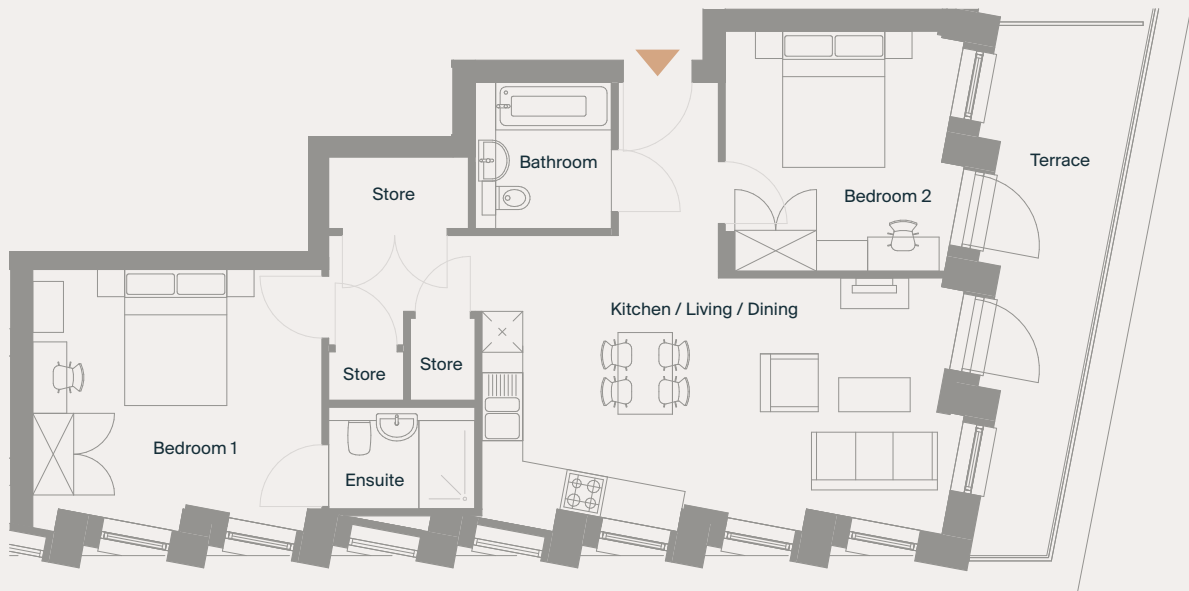 Bathroom
Terrace
Store
Bedroom 2
Kitchen / Living / Dining
Store
Store
Bedroom 1
Ensuite